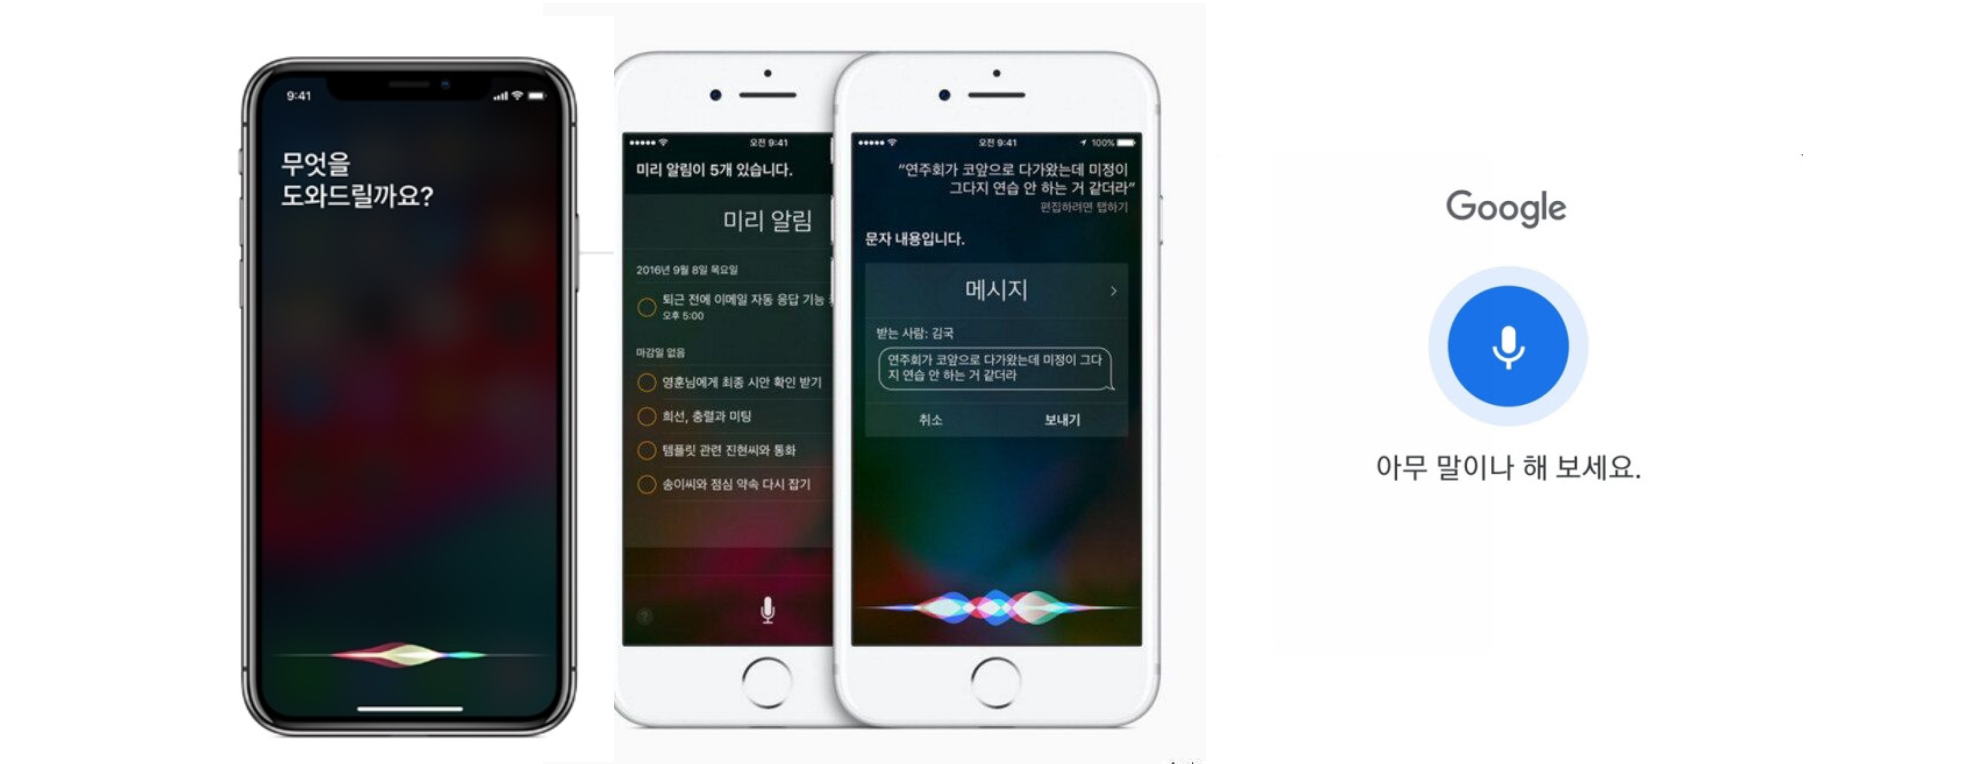 9:41
무엇을
도와드릴까요?
오전 9:41
미리 알림이 5개 있습니다.
미리 알림
2016년 9월 8일 목요일
퇴근 전에 이메일 자동 응답 기능
오후 5:00
마감일 없음
영훈님에게 최종 시안 확인 받기
희선, 충렬과 미팅
템플릿 관련 진현씨와 통화
송이씨와 점심 약속 다시 잡기
?
오전 9:41
100%
"연주회가 코앞으로 다가왔는데 미정이
그다지 연습 안 하는 거 같더라"
편집하려면 탭하기
문자 내용입니다.
메시지
받는 사람: 김국
연주회가 코앞으로 다가왔는데 미정이 그다
지 연습 안 하는 거 같더라
취소
보내기
Google
아무 말이나 해 보세요.